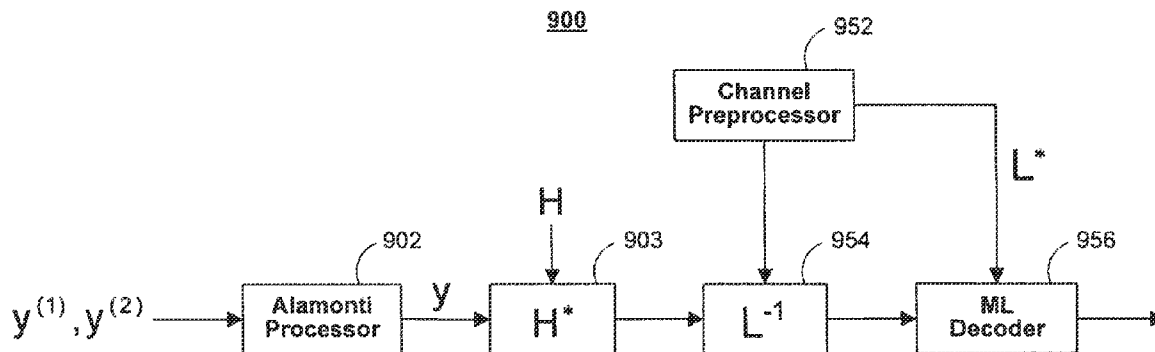 900
952
Channel
Preprocessor
L*
H
902
903
954
956
y(1), y(2)
Alamonti
Processor
y
H*
L-1
ML
Decoder